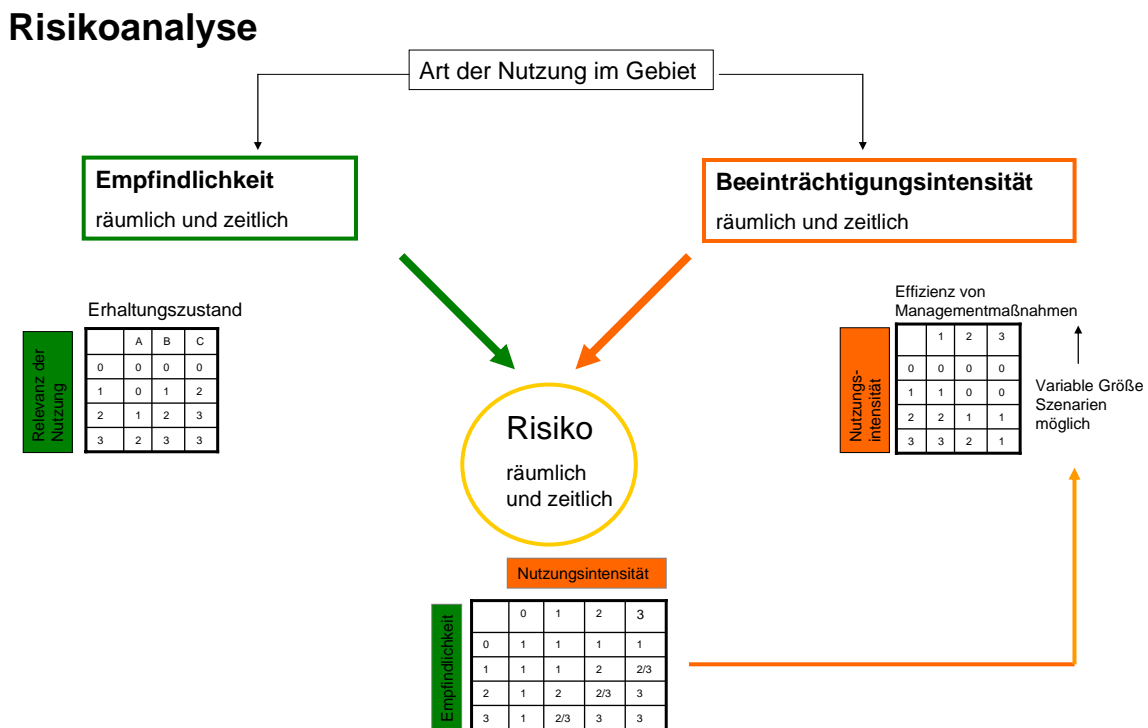 Risikoanalyse
Art der Nutzung im Gebiet
Empfindlichkeit
räumlich und zeitlich
Beeinträchtigungsintensität
räumlich und zeitlich
Erhaltungszustand
Relevanz der
Nutzung
A B C
0 0 0 0
1 0 1 2
2 1 2 3
3 2 3 3
Effizienz von
Managementmaßnahmen
Nutzungs-
intensität
1 2 3
0 0 0 0
1 1 0 0
2 2 1 1
3 3 2 1
Variable Größe
Szenarien
möglich
Risiko
räumlich
und zeitlich
Nutzungsintensität
Empfindlichkeit
0 1 2 3
0 1 1 1 1
1 1 1 2 2/3
2 1 2 2/3 3
3 1 2/3 3 3